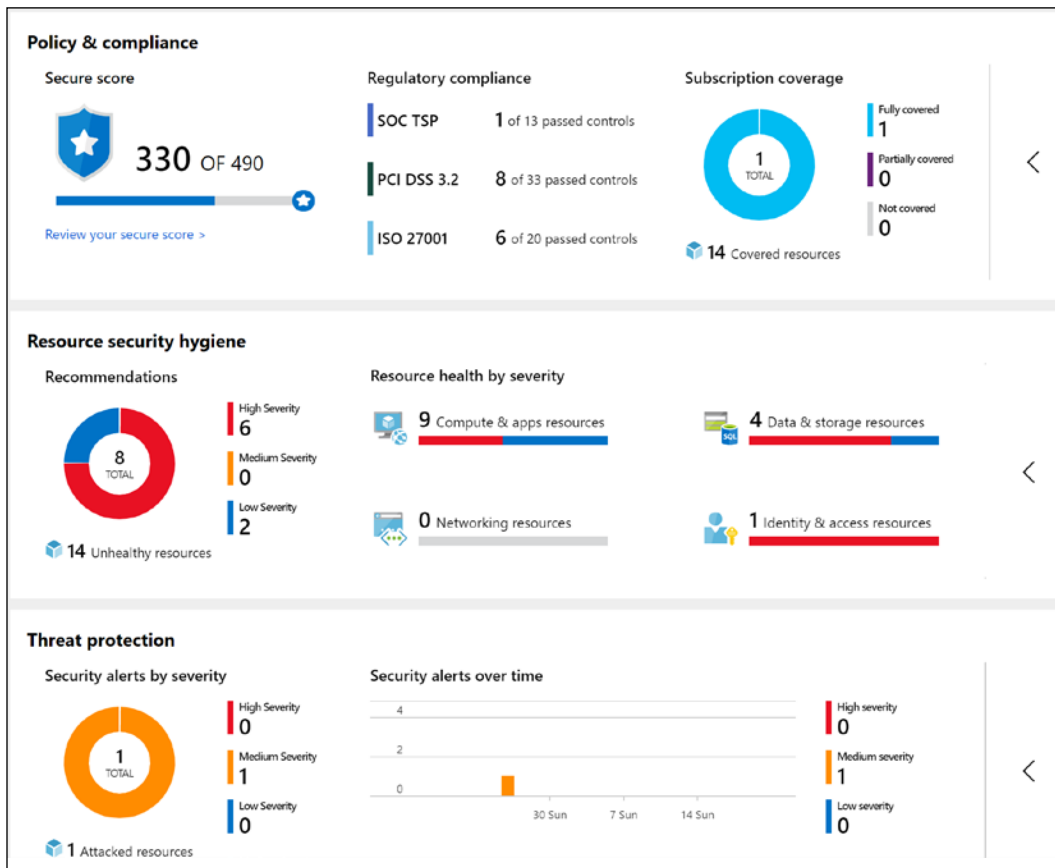 Policy & compliance
Secure score
330 OF 490
Review your secure score >
Regulatory compliance
SOC TSP 1 of 13 passed controls
PCI DSS 3.2 8 of 33 passed controls
ISO 27001 6 of 20 passed controls
Subscription coverage
1
TOTAL
Fully covered
1
Partially covered
0
Not covered
0
14 Covered resources
Resource security hygiene
Recommendations
8
TOTAL
High Severity
6
Medium Severity
0
Low Severity
2
14 Unhealthy resources
Resource health by severity
9 Compute & apps resources
SQL
4 Data & storage resources
0 Networking resources
1 Identity & access resources
Threat protection
Security alerts by severity
1
TOTAL
High Severity
0
Medium Severity
1
Low Severity
0
1 Attacked resources
Security alerts over time
4
2
0
30 Sun 7 Sun 14 Sun
High severity
0
Medium severity
1
Low severity
0